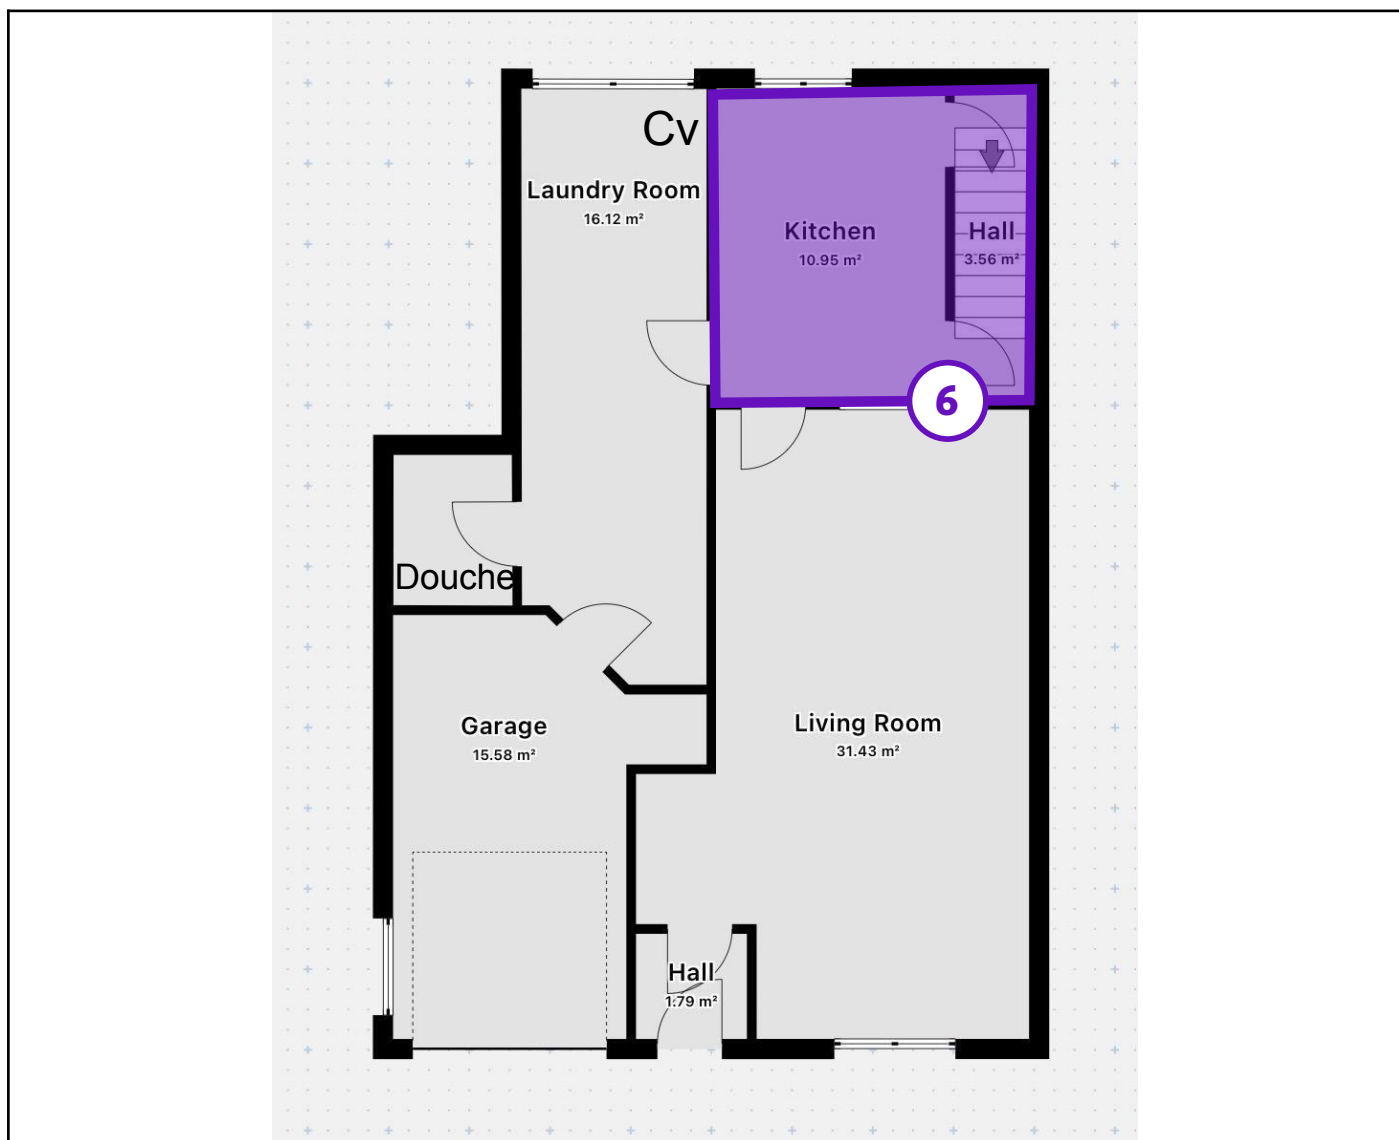 Cv
Laundry Room
16.12 m²
Kitchen
10.95 m²
Hall
3.56 m²
6
Douche
Garage
15.58 m²
Living Room
31.43 m²
Hall
1.79 m²